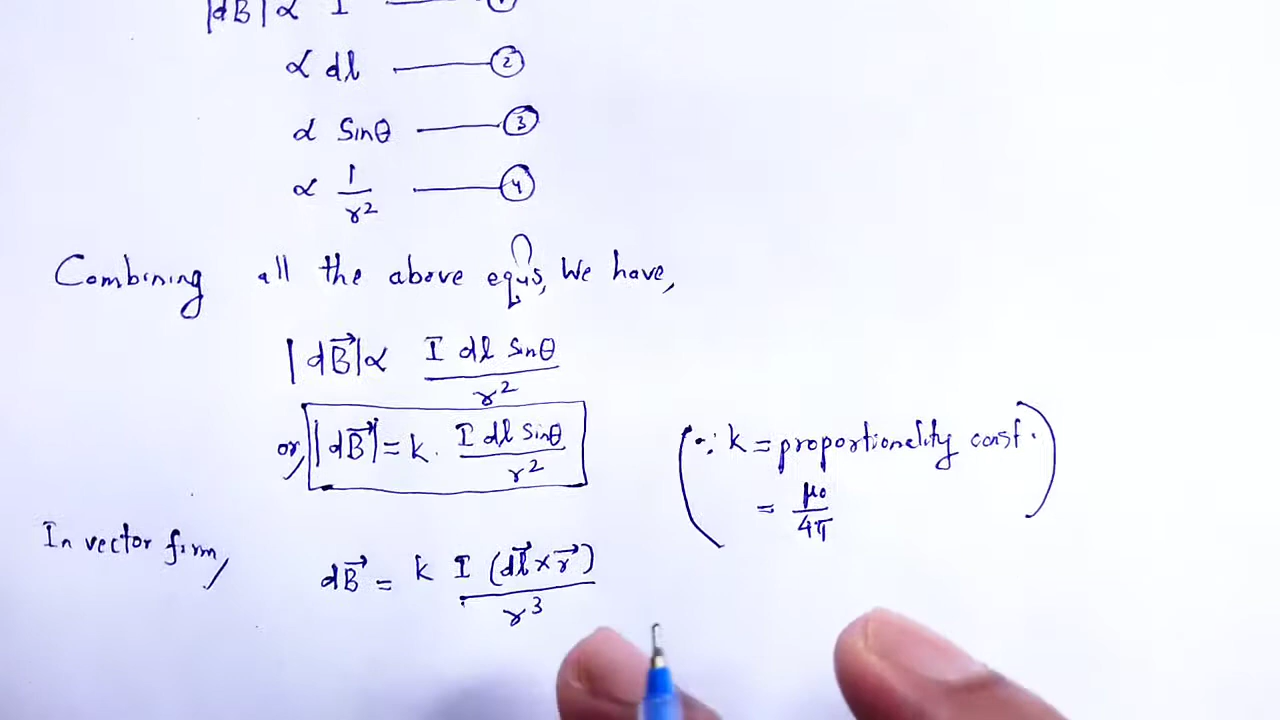 |dB| ∝ I ——— ①
∝ dl ——— ②
∝ Sinθ ——— ③
∝ 1/r² ——— ④
Combining all the above eqns, We have,
|dB⃗| ∝ I dl Sinθ / r²
or, |dB⃗| = k. I dl Sinθ / r²
(∵ k = proportionality const.
= μ₀/4π)
In vector form,
dB⃗ = k I (dl⃗ × r⃗) / r³